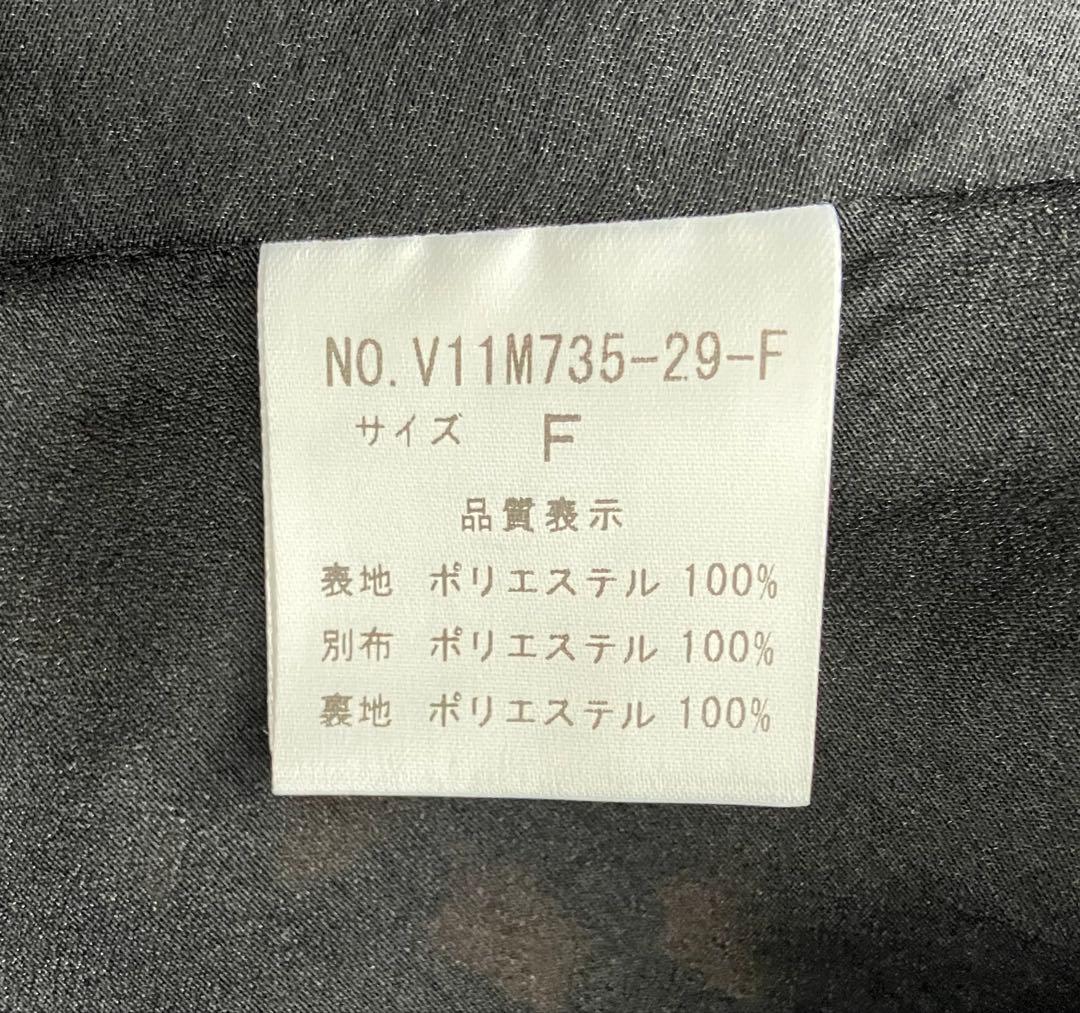 NO. V11M735-29-F
サイズ F
品質表示
表地 ポリエステル 100%
別布 ポリエステル 100%
裏地 ポリエステル 100%